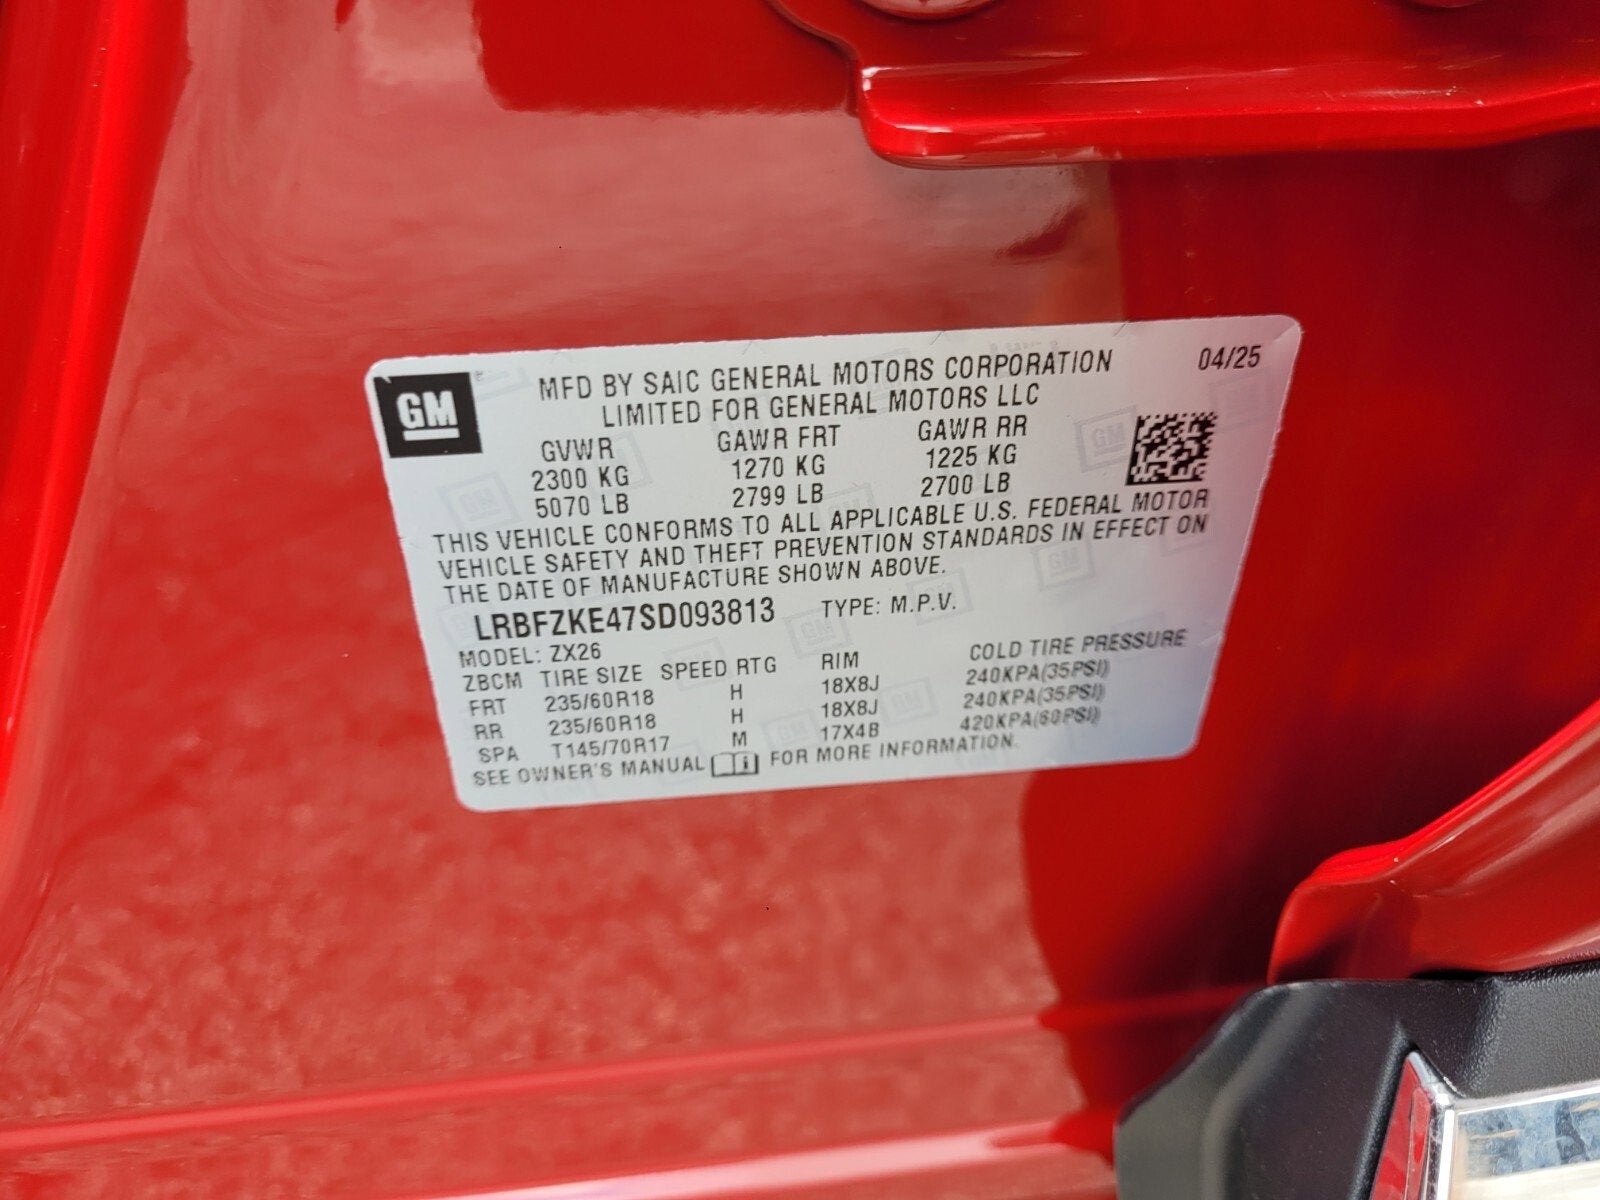 GM
MFD BY SAIC GENERAL MOTORS CORPORATION 04/25
LIMITED FOR GENERAL MOTORS LLC
GVWR GAWR FRT GAWR RR
2300 KG 1270 KG 1225 KG
5070 LB 2799 LB 2700 LB
THIS VEHICLE CONFORMS TO ALL APPLICABLE U.S. FEDERAL MOTOR
VEHICLE SAFETY AND THEFT PREVENTION STANDARDS IN EFFECT ON
THE DATE OF MANUFACTURE SHOWN ABOVE.
LRBFZKE47SD093813 TYPE: M.P.V.
MODEL: ZX26
ZBCM TIRE SIZE SPEED RTG RIM COLD TIRE PRESSURE
FRT 235/60R18 H 18X8J 240KPA(35PSI)
RR 235/60R18 H 18X8J 240KPA(35PSI)
SPA T145/70R17 M 17X4B 420KPA(60PSI)
SEE OWNER'S MANUAL FOR MORE INFORMATION.